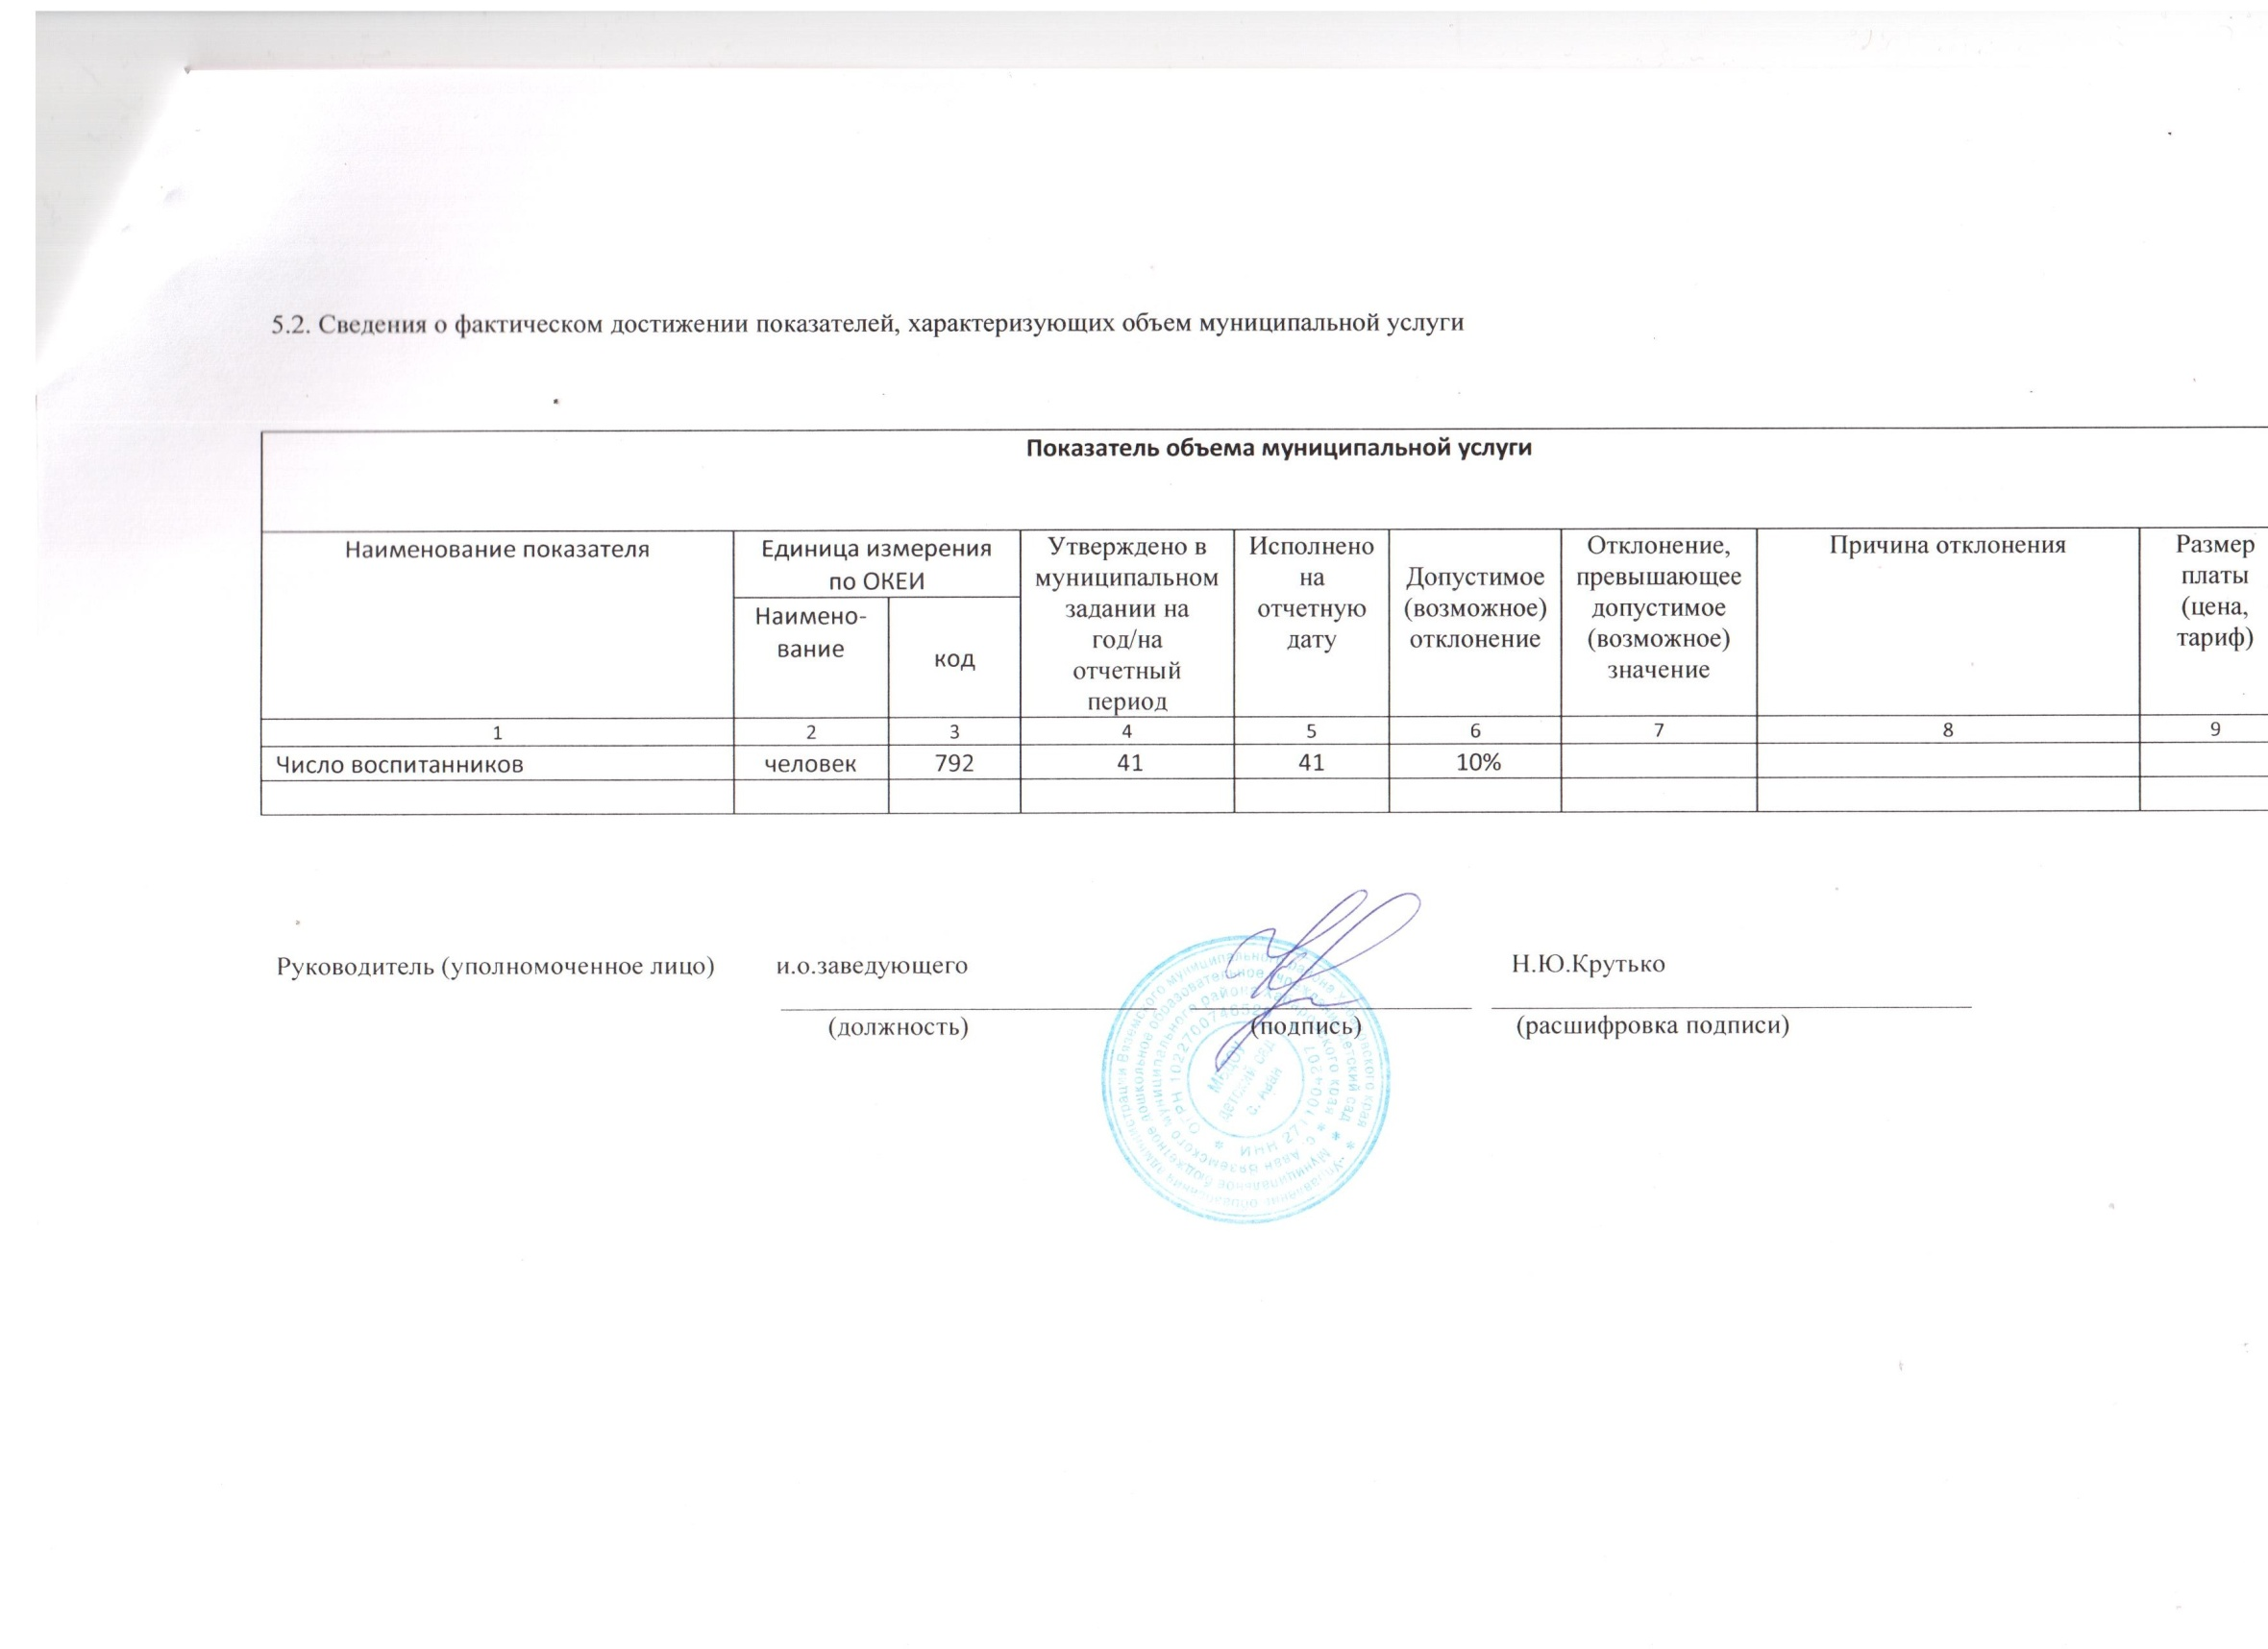 5.2. Сведения о фактическом достижении показателей, характеризующих объем муниципальной услуги
Показатель объема муниципальной услуги
Наименование показателя
Единица измерения
по ОКЕИ
Наимено-
вание
код
Утверждено в
муниципальном
задании на
год/на
отчетный
период
Исполнено
на
отчетную
дату
Допустимое
(возможное)
отклонение
Отклонение,
превышающее
допустимое
(возможное)
значение
Причина отклонения
Размер
платы
(цена,
тариф)
1 2 3 4 5 6 7 8 9
Число воспитанников человек 792 41 41 10%
Руководитель (уполномоченное лицо) и.о.заведующего Н.Ю.Крутько
(должность) (подпись) (расшифровка подписи)
детский сад
с. Аван